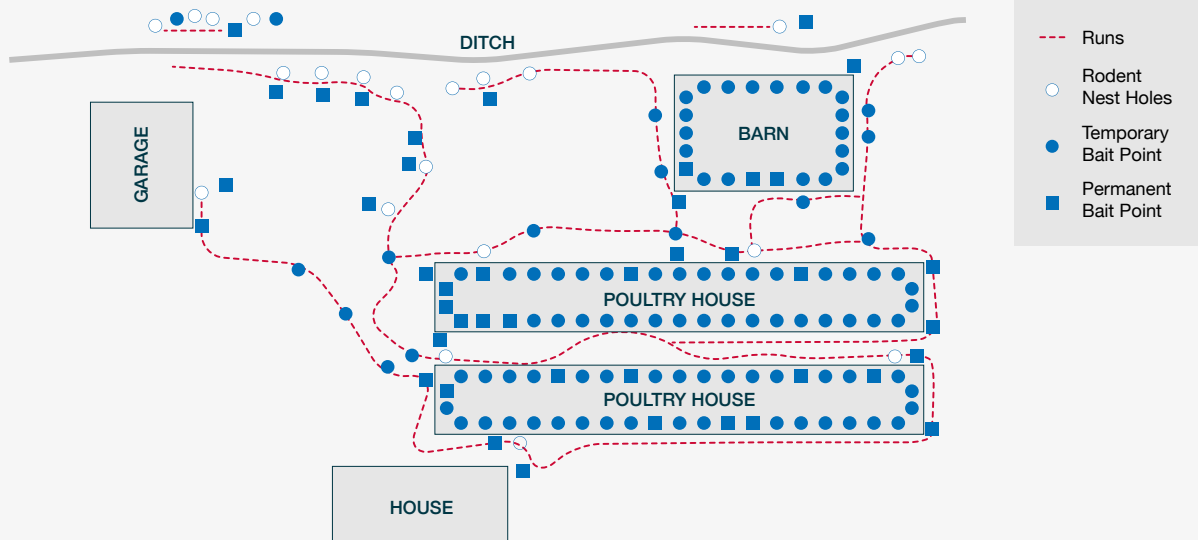 DITCH
GARAGE
BARN
POULTRY HOUSE
POULTRY HOUSE
HOUSE
Runs
Rodent
Nest Holes
Temporary
Bait Point
Permanent
Bait Point